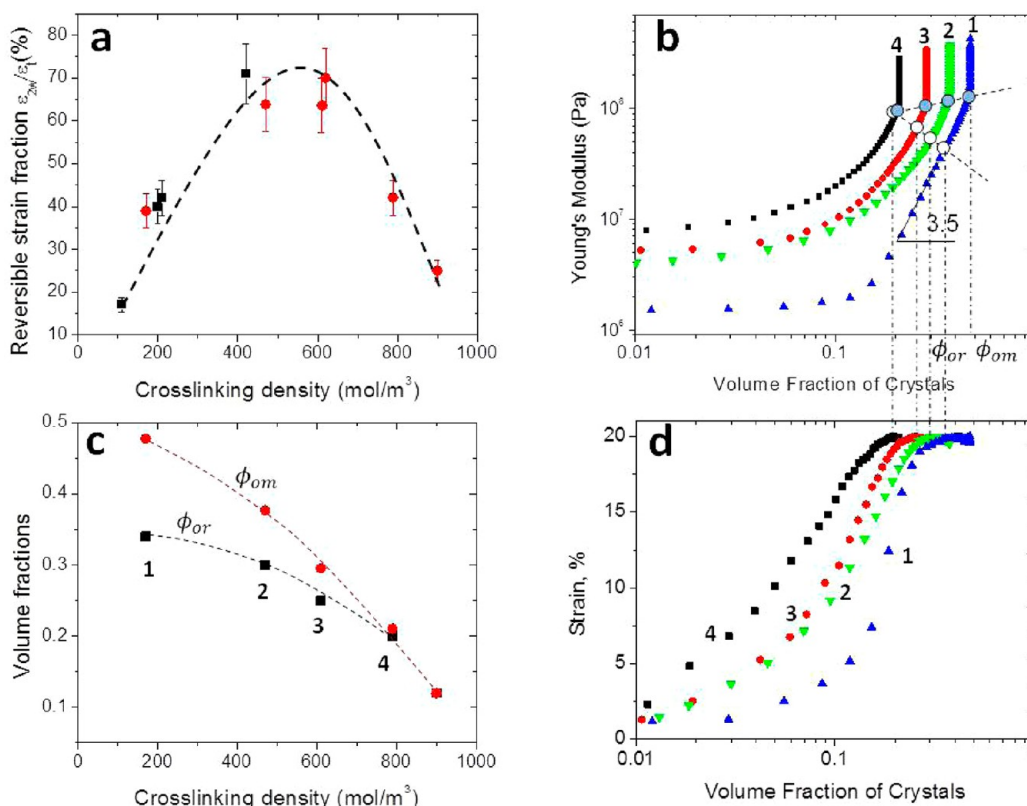 a
Reversible strain fraction ε2w/εt(%)
80
70
60
50
40
30
20
10
0 200 400 600 800 1000
Crosslinking density (mol/m³)
b
Young's Modulus (Pa)
10⁸
10⁷
10⁶
4 3 2 1
3.5
0.01 0.1
ϕor ϕom
Volume Fraction of Crystals
c
Volume fractions
0.5
0.4
0.3
0.2
0.1
ϕom
ϕor
1
2
3
4
0 200 400 600 800 1000
Crosslinking density (mol/m³)
d
Strain, %
20
15
10
5
0
1
2
3
4
0.01 0.1
Volume Fraction of Crystals